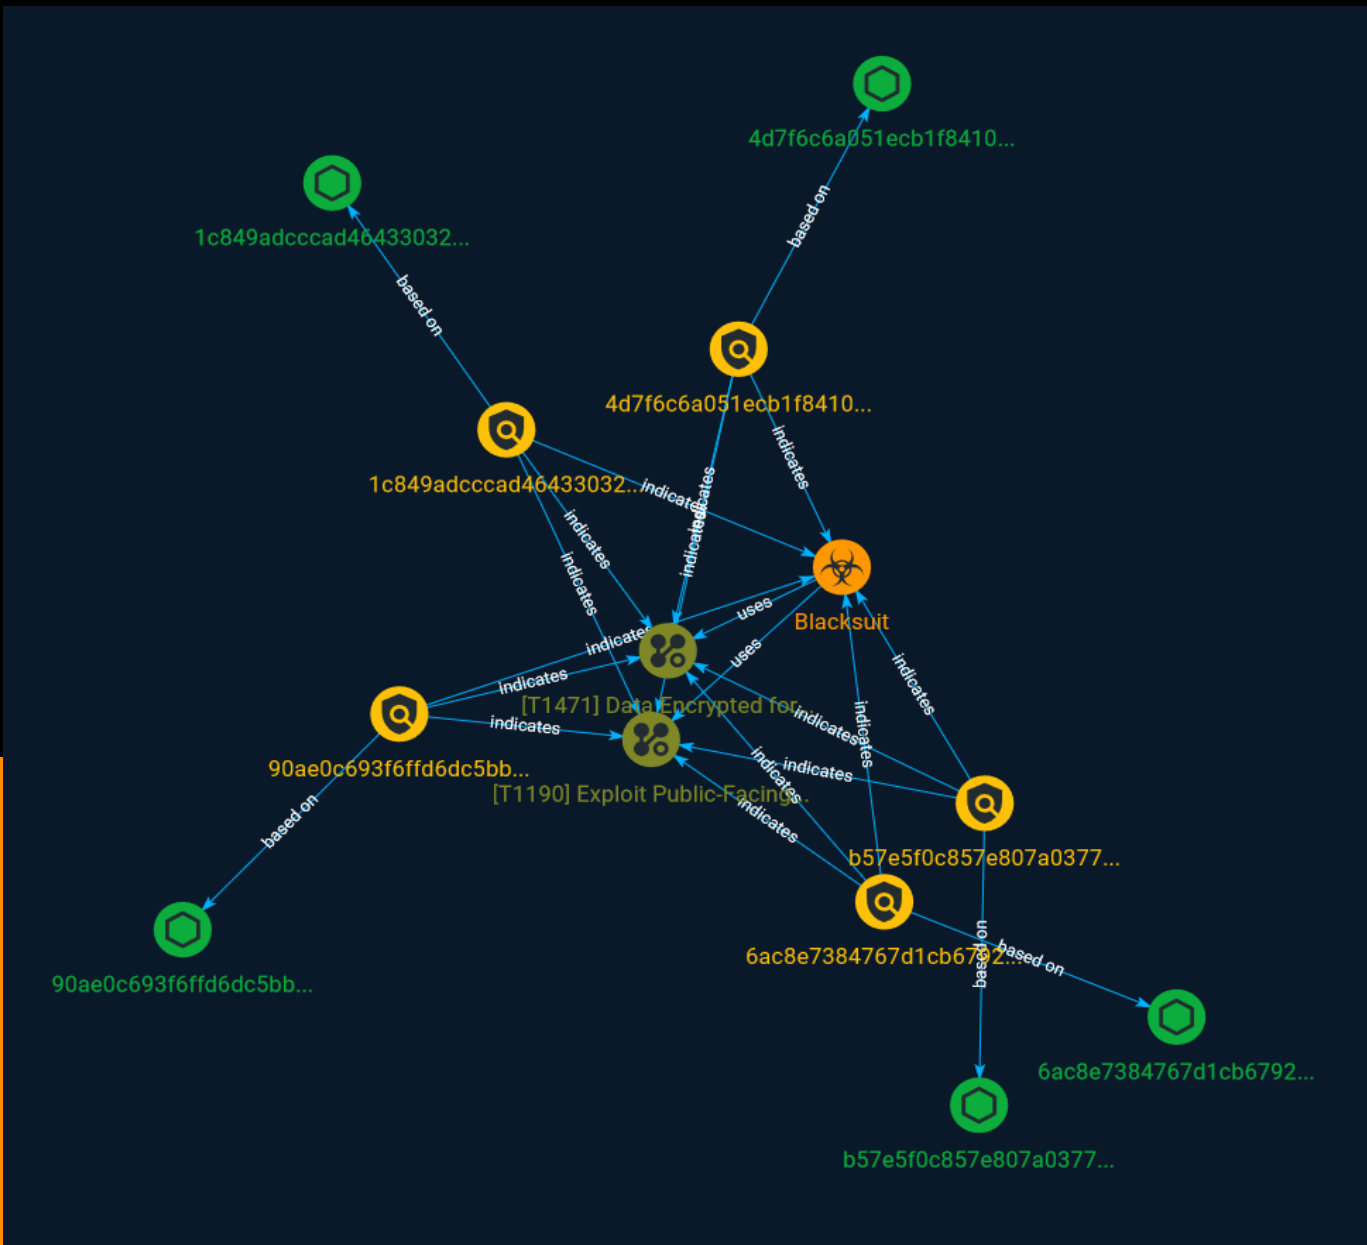 4d7f6c6a051ecb1f8410...
1c849adcccad46433032...
based on
based on
4d7f6c6a051ecb1f8410...
1c849adcccad46433032...
indicates
indicates
indicates
indicates
indicates
indicates
Blacksuit
uses
uses
indicates
indicates
indicates
[T1471] Data Encrypted for...
indicates
indicates
indicates
90ae0c693f6ffd6dc5bb...
[T1190] Exploit Public-Facing...
indicates
indicates
indicates
based on
b57e5f0c857e807a0377...
6ac8e7384767d1cb6792...
based on
based on
90ae0c693f6ffd6dc5bb...
6ac8e7384767d1cb6792...
b57e5f0c857e807a0377...